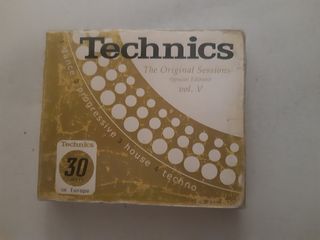 Technics
The Original Sessions
(Special Edition)
vol. V
trance & progressive & house & techno
Technics
30
in Europe